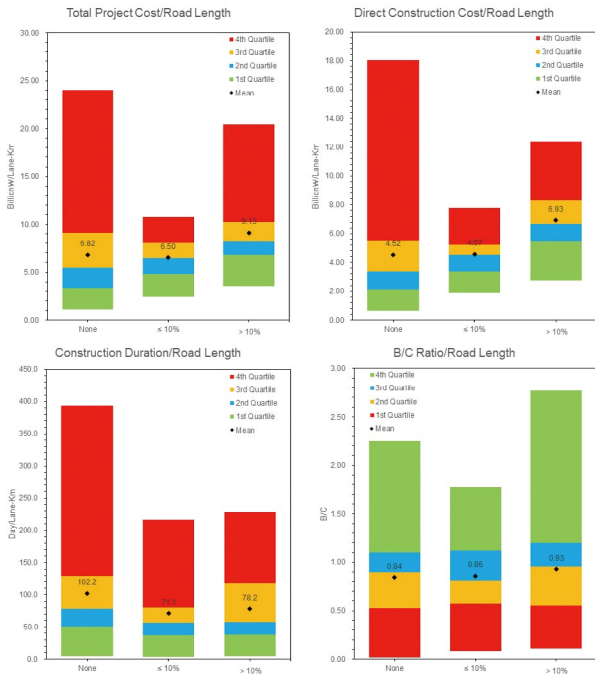 Total Project Cost/Road Length
30.00
25.00
20.00
15.00
10.00
5.00
0.00
4th Quartile
3rd Quartile
2nd Quartile
1st Quartile
Mean
6.82
6.50
9.13
None
≤ 10%
> 10%
Direct Construction Cost/Road Length
20.00
18.00
16.00
14.00
12.00
10.00
8.00
6.00
4.00
2.00
0.00
4th Quartile
3rd Quartile
2nd Quartile
1st Quartile
Mean
4.52
4.57
6.93
None
≤ 10%
> 10%
Construction Duration/Road Length
Day/Lane-Km
450.0
400.0
350.0
300.0
250.0
200.0
150.0
100.0
50.0
0.0
4th Quartile
3rd Quartile
2nd Quartile
1st Quartile
Mean
102.2
71.1
78.2
None
≤ 10%
> 10%
B/C Ratio/Road Length
B/C
3.00
2.50
2.00
1.50
1.00
0.50
0.00
4th Quartile
3rd Quartile
2nd Quartile
1st Quartile
Mean
0.84
0.86
0.93
None
≤ 10%
> 10%